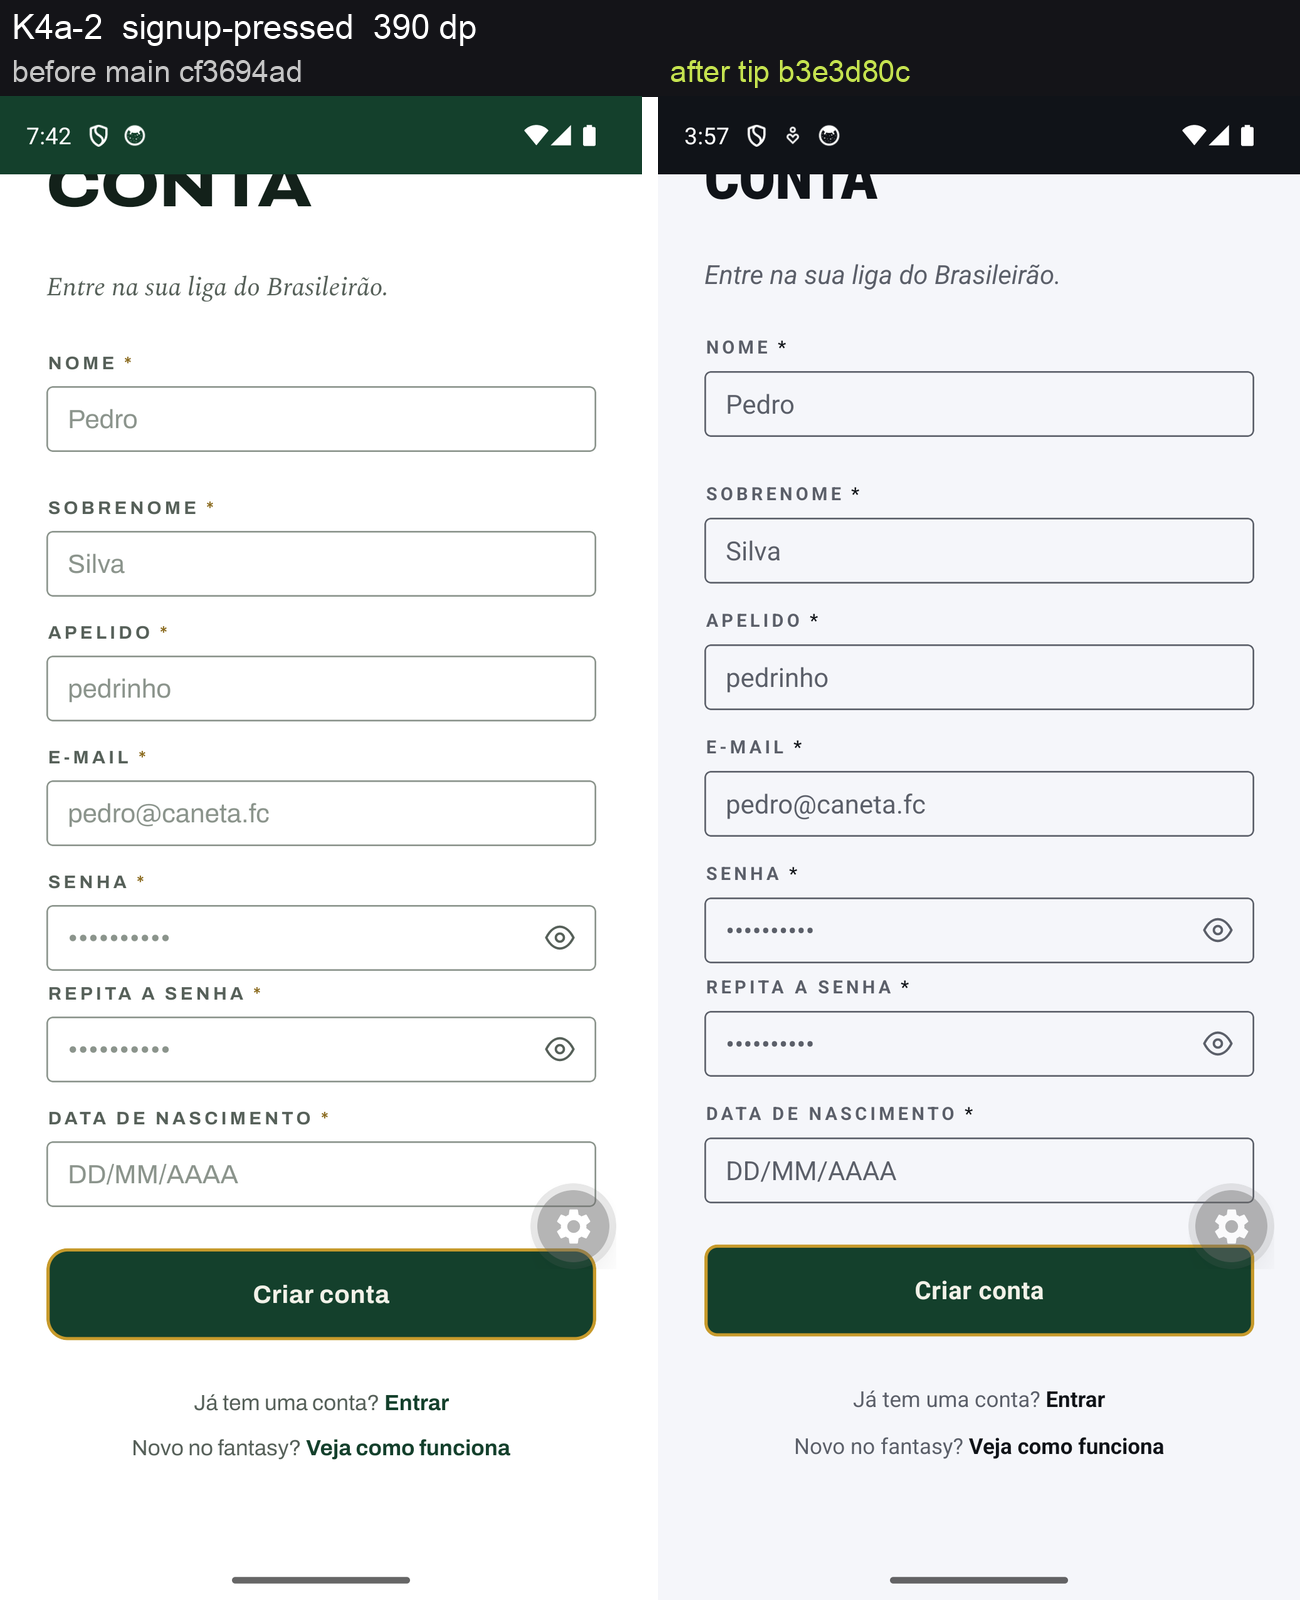 K4a-2 signup-pressed 390 dp
before main cf3694ad
after tip b3e3d80c
7:42
CONTA
Entre na sua liga do Brasileirão.
NOME *
Pedro
SOBRENOME *
Silva
APELIDO *
pedrinho
E-MAIL *
pedro@caneta.fc
SENHA *
••••••••••
REPITA A SENHA *
••••••••••
DATA DE NASCIMENTO *
DD/MM/AAAA
Criar conta
Já tem uma conta? Entrar
Novo no fantasy? Veja como funciona
3:57
CONTA
Entre na sua liga do Brasileirão.
NOME *
Pedro
SOBRENOME *
Silva
APELIDO *
pedrinho
E-MAIL *
pedro@caneta.fc
SENHA *
••••••••••
REPITA A SENHA *
••••••••••
DATA DE NASCIMENTO *
DD/MM/AAAA
Criar conta
Já tem uma conta? Entrar
Novo no fantasy? Veja como funciona